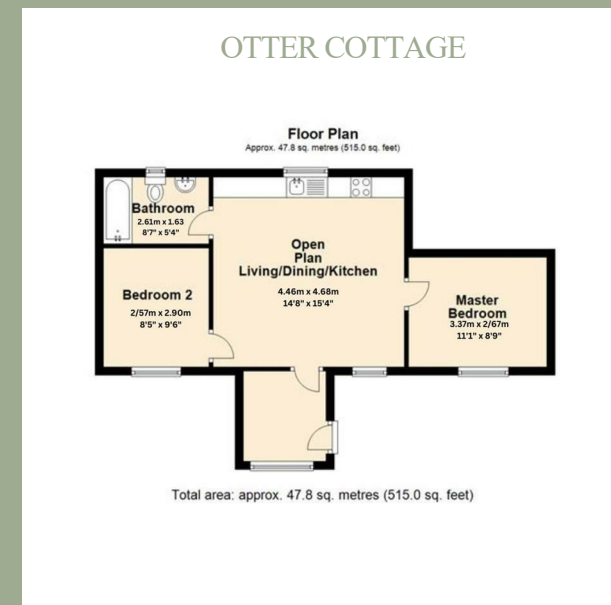 OTTER COTTAGE
Floor Plan
Approx. 47.8 sq. metres (515.0 sq. feet)
Bathroom
2.61m x 1.63
8'7" x 5'4"
Open
Plan
Living/Dining/Kitchen
4.46m x 4.68m
14'8" x 15'4"
Bedroom 2
2/57m x 2.90m
8'5" x 9'6"
Master
Bedroom
3.37m x 2/67m
11'1" x 8'9"
Total area: approx. 47.8 sq. metres (515.0 sq. feet)